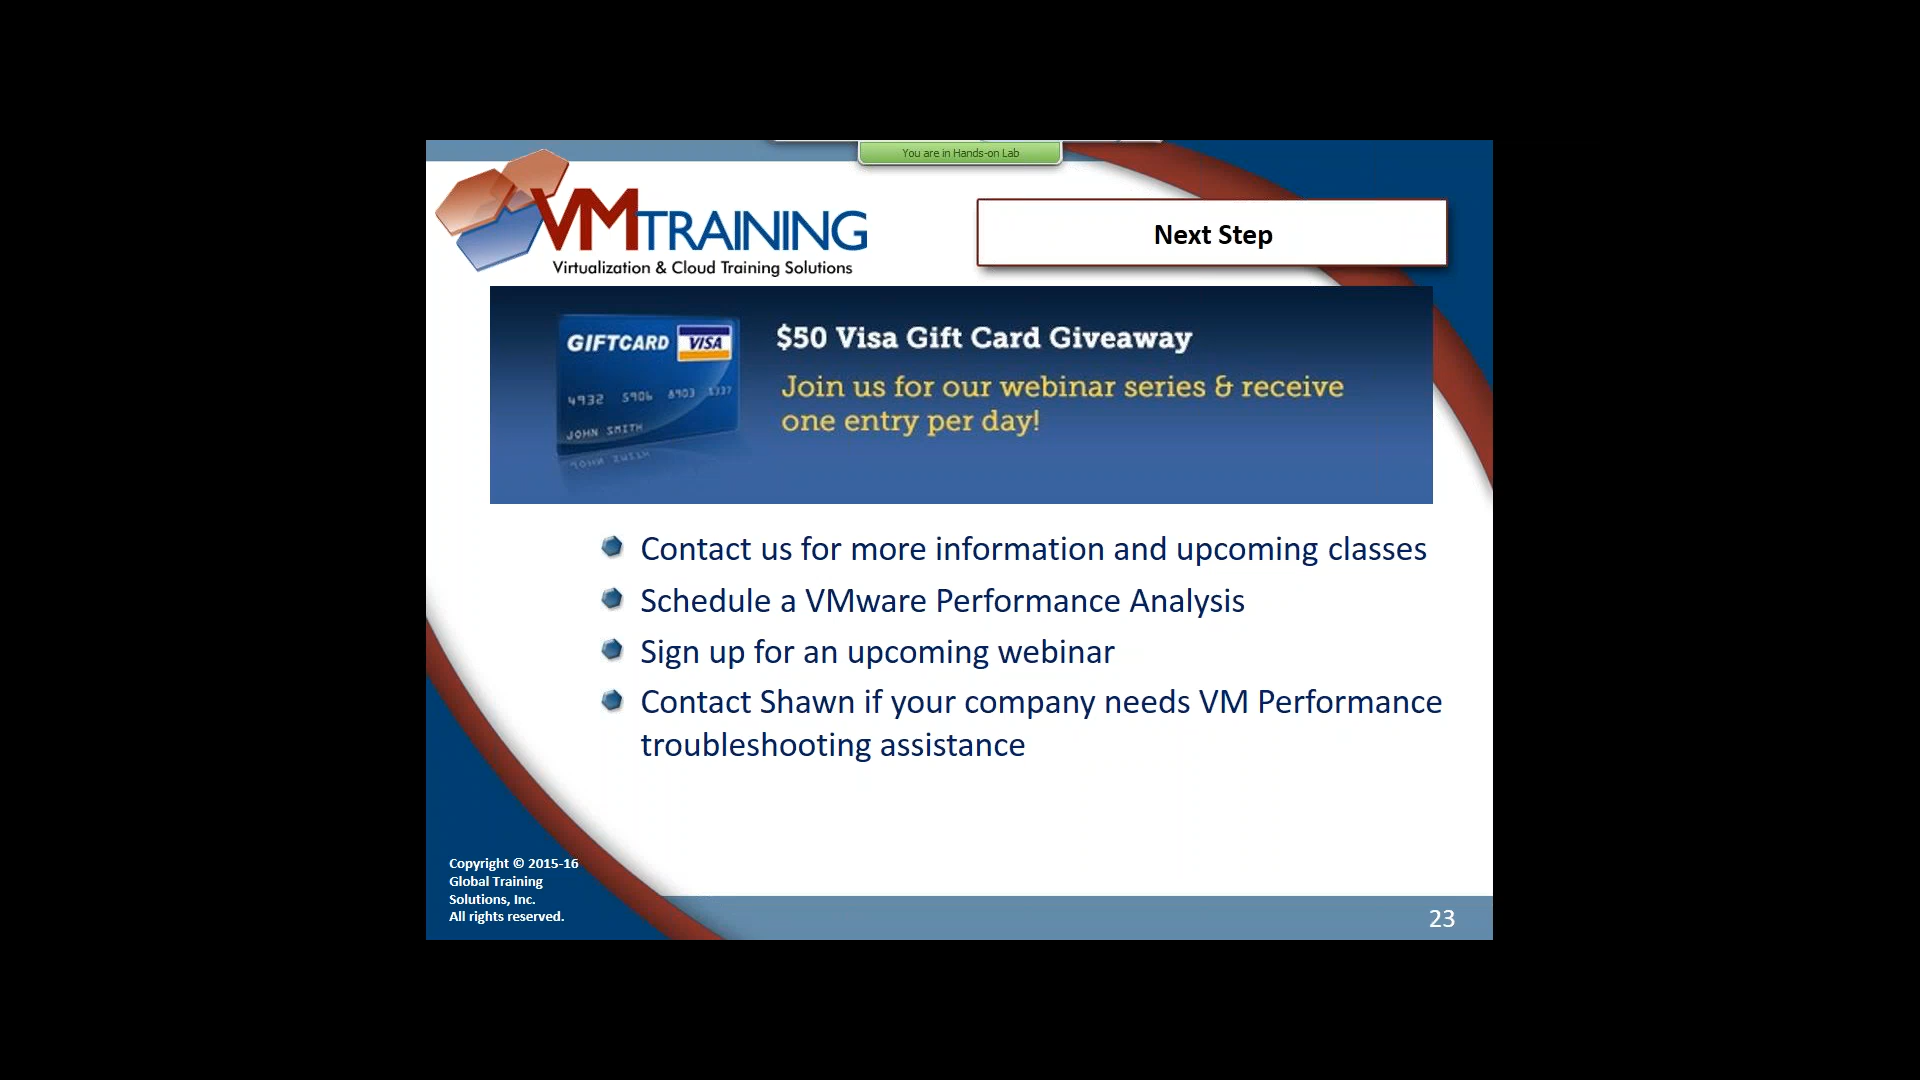 You are in Hands-on Lab
VMTRAINING
Virtualization & Cloud Training Solutions
Next Step
GIFTCARD VISA
4932 5906 8903 1337
JOHN SMITH
$50 Visa Gift Card Giveaway
Join us for our webinar series & receive
one entry per day!
Contact us for more information and upcoming classes
Schedule a VMware Performance Analysis
Sign up for an upcoming webinar
Contact Shawn if your company needs VM Performance
troubleshooting assistance
Copyright © 2015-16
Global Training
Solutions, Inc.
All rights reserved.
23